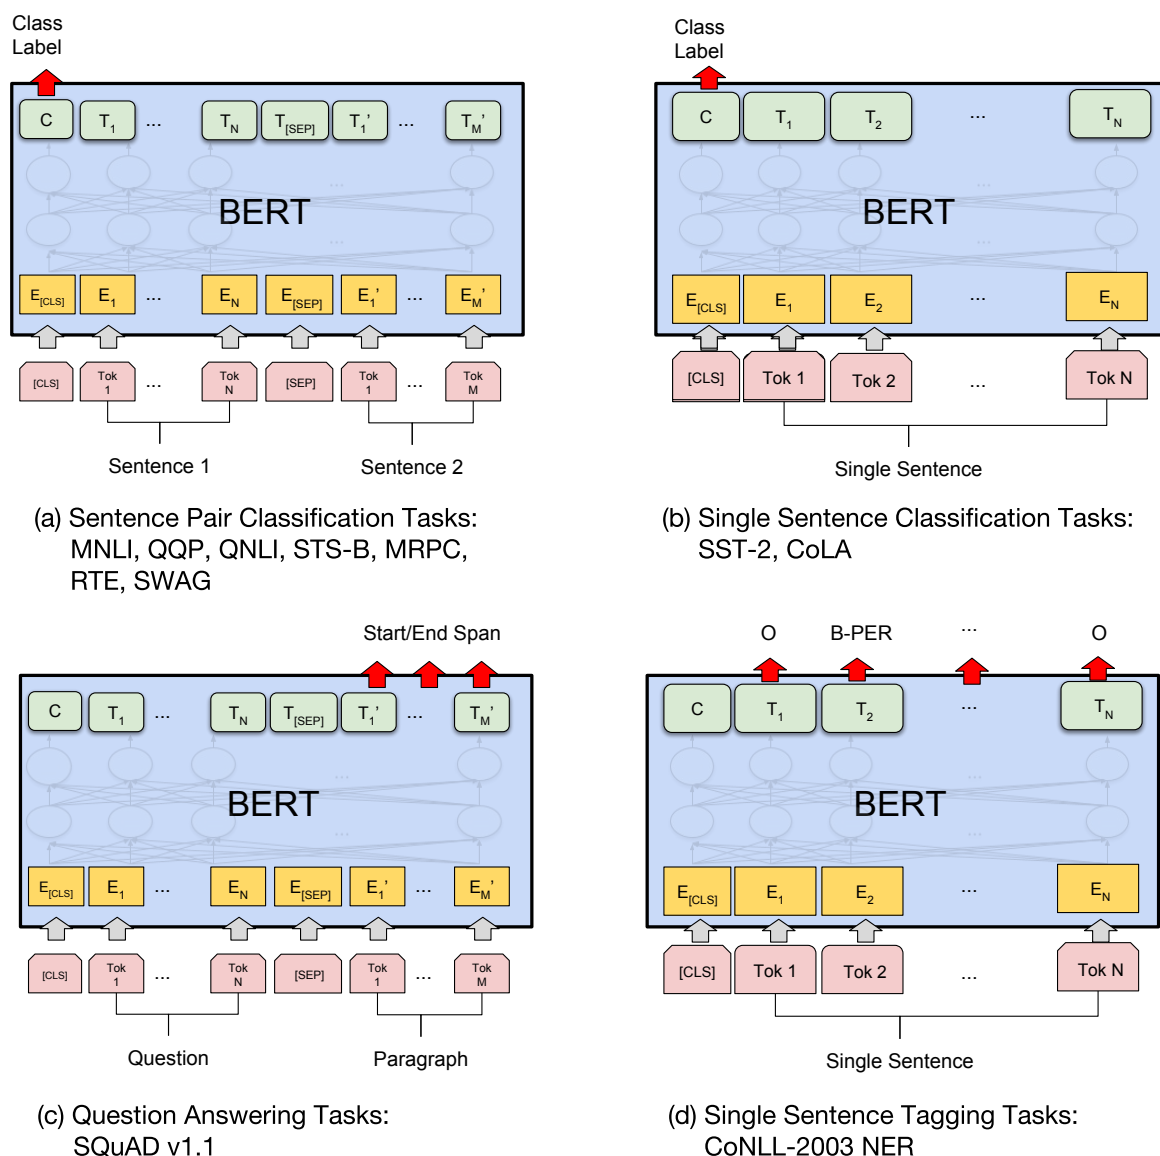 Class
Label
C T1 ... TN T[SEP] T1’ ... TM’
...
BERT
...
E[CLS] E1 ... EN E[SEP] E1’ ... EM’
[CLS] Tok 1 ... Tok N [SEP] Tok 1 ... Tok M
Sentence 1 Sentence 2
(a) Sentence Pair Classification Tasks:
MNLI, QQP, QNLI, STS-B, MRPC,
RTE, SWAG
Class
Label
C T1 T2 ... TN
...
BERT
...
E[CLS] E1 E2 ... EN
[CLS] Tok 1 Tok 2 ... Tok N
Single Sentence
(b) Single Sentence Classification Tasks:
SST-2, CoLA
Start/End Span
C T1 ... TN T[SEP] T1’ ... TM’
...
BERT
...
E[CLS] E1 ... EN E[SEP] E1’ ... EM’
[CLS] Tok 1 ... Tok N [SEP] Tok 1 ... Tok M
Question Paragraph
(c) Question Answering Tasks:
SQuAD v1.1
O B-PER ... O
C T1 T2 ... TN
...
BERT
...
E[CLS] E1 E2 ... EN
[CLS] Tok 1 Tok 2 ... Tok N
Single Sentence
(d) Single Sentence Tagging Tasks:
CoNLL-2003 NER